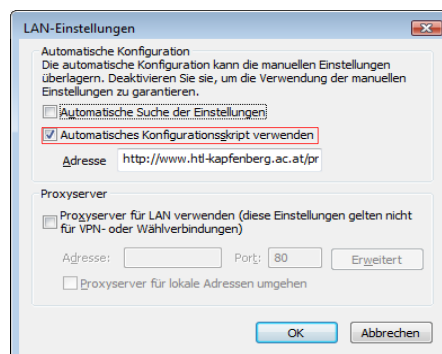 LAN-Einstellungen
Automatische Konfiguration
Die automatische Konfiguration kann die manuellen Einstellungen
überlagern. Deaktivieren Sie sie, um die Verwendung der manuellen
Einstellungen zu garantieren.
Automatische Suche der Einstellungen
Automatisches Konfigurationsskript verwenden
Adresse http://www.htl-kapfenberg.ac.at/pr
Proxyserver
Proxyserver für LAN verwenden (diese Einstellungen gelten nicht
für VPN- oder Wählverbindungen)
Adresse: Port: 80 Erweitert
Proxyserver für lokale Adressen umgehen
OK Abbrechen